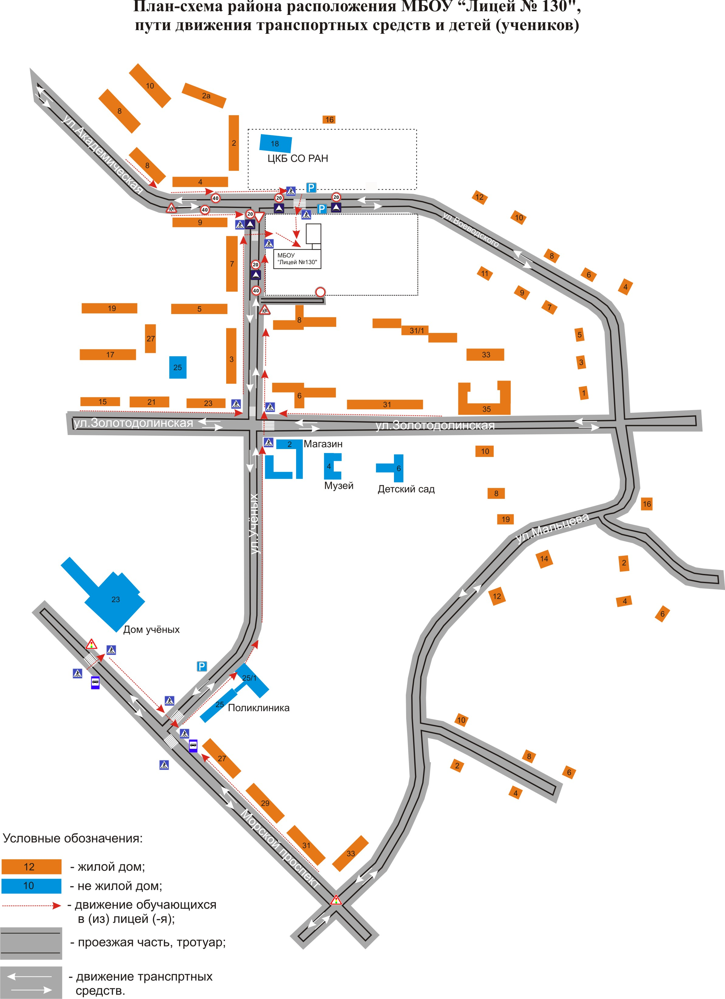 План-схема района расположения МБОУ “Лицей № 130",
пути движения транспортных средств и детей (учеников)
10
2а
8
16
2
18
ЦКБ СО РАН
8
ул.Академическая
4
P
12
40
20
20
40
P
20
9
10
ул.Воеводского
7
МБОУ
“Лицей №130"
20
8
11
6
4
40
9
7
19
5
8
31/1
5
27
17
25
3
33
3
6
1
15
21
23
31
35
ул.Золотодолинская
ул.Золотодолинская
2
Магазин
10
4
6
Музей
Детский сад
8
16
ул.Учёных
19
ул.Мальцева
14
2
23
12
4
6
Дом учёных
P
25/1
25
Поликлиника
10
27
8
2
6
29
4
Морской проспект
31
33
Условные обозначения:
12
- жилой дом;
10
- не жилой дом;
- движение обучающихся
в (из) лицей (-я);
- проезжая часть, тротуар;
- движение транспртных
средств.